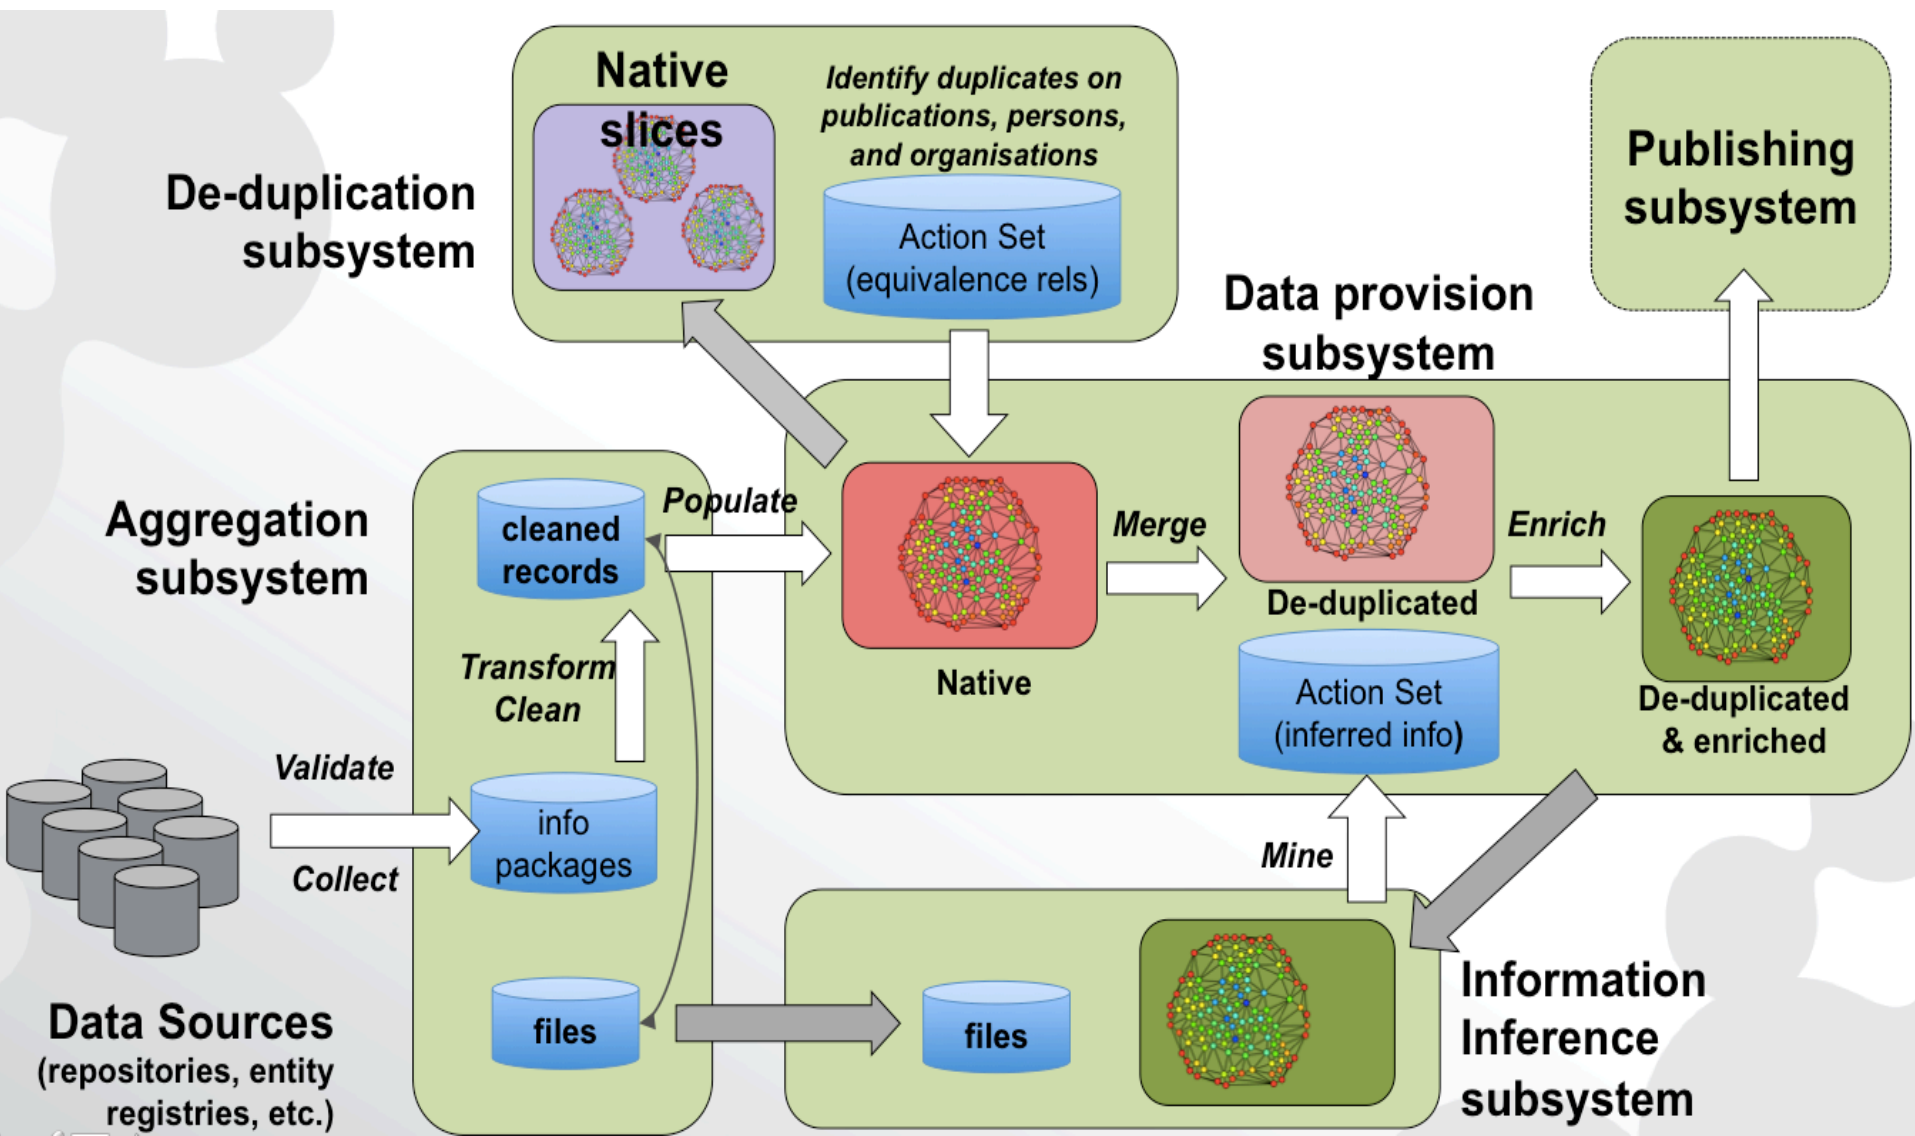 Native
slices
Identify duplicates on
publications, persons,
and organisations
Action Set
(equivalence rels)
De-duplication
subsystem
Publishing
subsystem
Data provision
subsystem
Aggregation
subsystem
cleaned
records
Populate
Merge
De-duplicated
Enrich
Native
Action Set
(inferred info)
De-duplicated
& enriched
Transform
Clean
Validate
Collect
info
packages
Mine
files
files
Data Sources
(repositories, entity
registries, etc.)
Information
Inference
subsystem